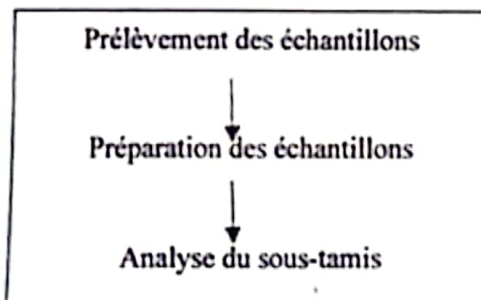 Prélèvement des échantillons
Préparation des échantillons
Analyse du sous-tamis